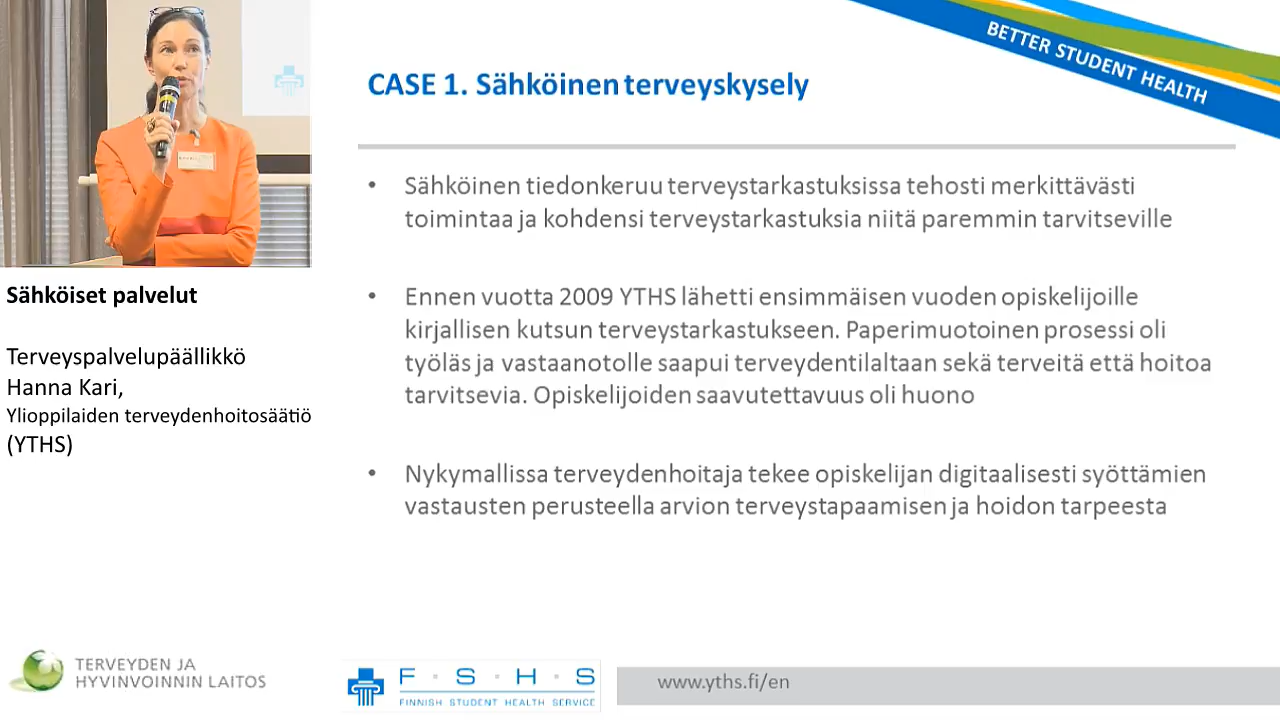 BETTER STUDENT HEALTH
CASE 1. Sähköinen terveyskysely
• Sähköinen tiedonkeruu terveystarkastuksissa tehosti merkittävästi
toimintaa ja kohdensi terveystarkastuksia niitä paremmin tarvitseville
• Ennen vuotta 2009 YTHS lähetti ensimmäisen vuoden opiskelijoille
kirjallisen kutsun terveystarkastukseen. Paperimuotoinen prosessi oli
työläs ja vastaanotolle saapui terveydentilaltaan sekä terveitä että hoitoa
tarvitsevia. Opiskelijoiden saavutettavuus oli huono
• Nykymallissa terveydenhoitaja tekee opiskelijan digitaalisesti syöttämien
vastausten perusteella arvion terveystapaamisen ja hoidon tarpeesta
Sähköiset palvelut
Terveyspalvelupäällikkö
Hanna Kari,
Ylioppilaiden terveydenhoitosäätiö
(YTHS)
TERVEYDEN JA
HYVINVOINNIN LAITOS
F·S·H·S
FINNISH STUDENT HEALTH SERVICE
www.yths.fi/en